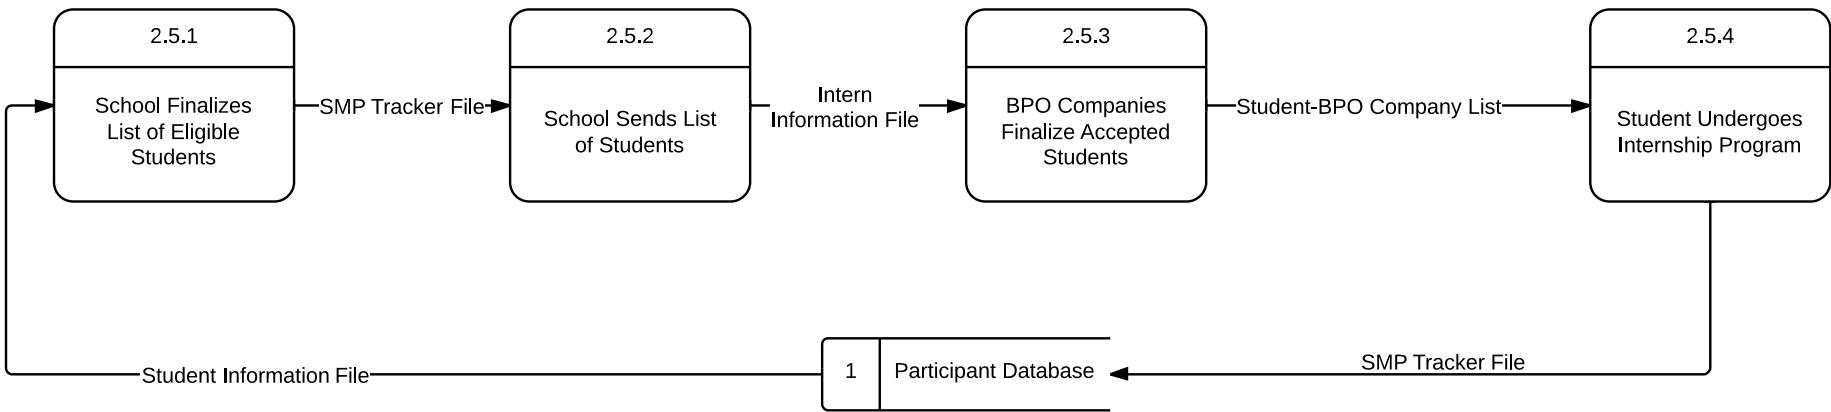 2.5.1
School Finalizes
List of Eligible
Students
SMP Tracker File
2.5.2
School Sends List
of Students
Intern
Information File
2.5.3
BPO Companies
Finalize Accepted
Students
Student-BPO Company List
2.5.4
Student Undergoes
Internship Program
Student Information File
1
Participant Database
SMP Tracker File